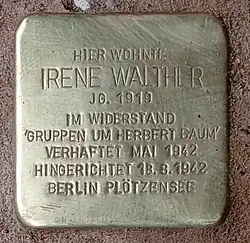 HIER WOHNTE
IRENE WALTHER
JG. 1919
IM WIDERSTAND
'GRUPPEN UM HERBERT BAUM'
VERHAFTET MAI 1942
HINGERICHTET 18.8.1942
BERLIN PLÖTZENSEE